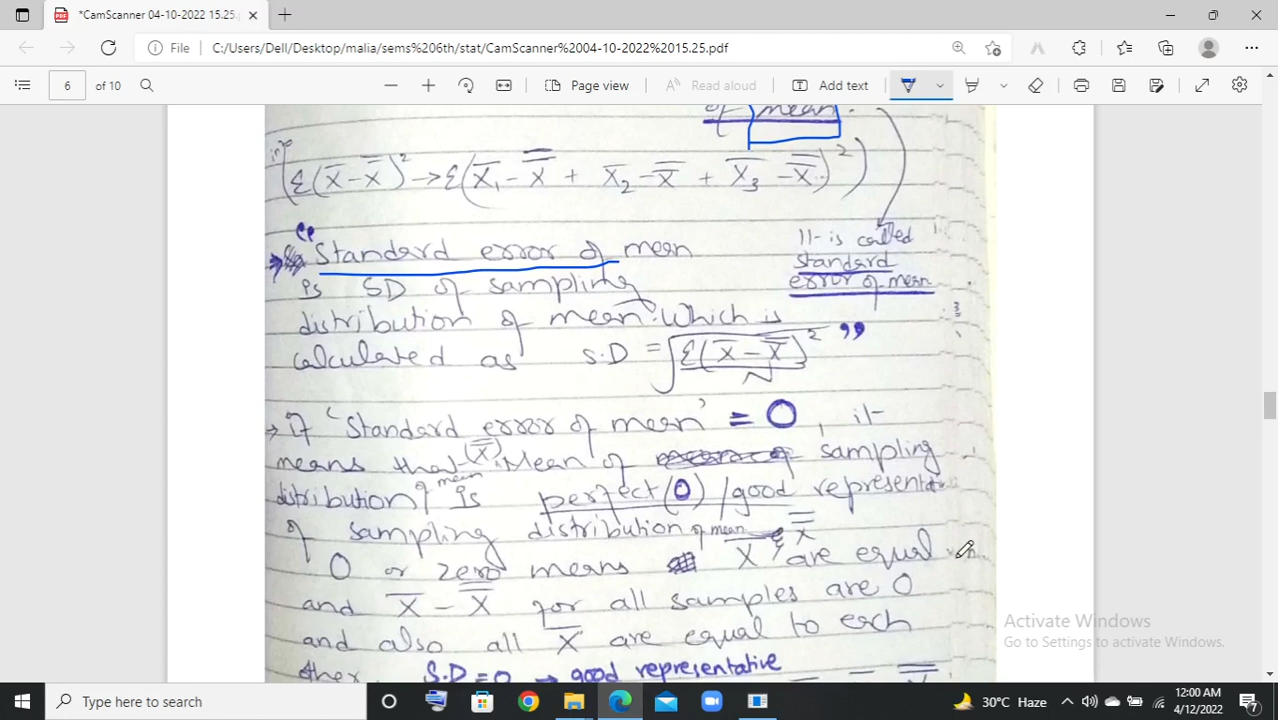 *CamScanner 04-10-2022 15.25.
File C:/Users/Dell/Desktop/malia/sems%206th/stat/CamScanner%2004-10-2022%2015.25.pdf
6 of 10 Page view Read aloud Add text
of mean.
(Σ(X̄-X̿)² → Σ(X̄₁ - X̿ + X̄₂ - X̿ + X̄₃ - X̿)²)
"Standard error of mean
It is called
standard
error of mean
is SD of sampling
distribution of mean. Which is
calculated as S.D = √Σ(X̄ - X̿)²/N "
→ If 'Standard error of mean' = 0, it
means that (X̿) Mean of sampling
distribution of mean is perfect (0) / good representative
of sampling distribution of mean
0 or zero means X̄ & X̿ are equal
and X̄ - X̿ for all samples are 0
and also all X̄ are equal to each
other. S.D = 0 → good representative
Activate Windows
Go to Settings to activate Windows.
Type here to search
30°C Haze
12:00 AM
4/12/2022
7